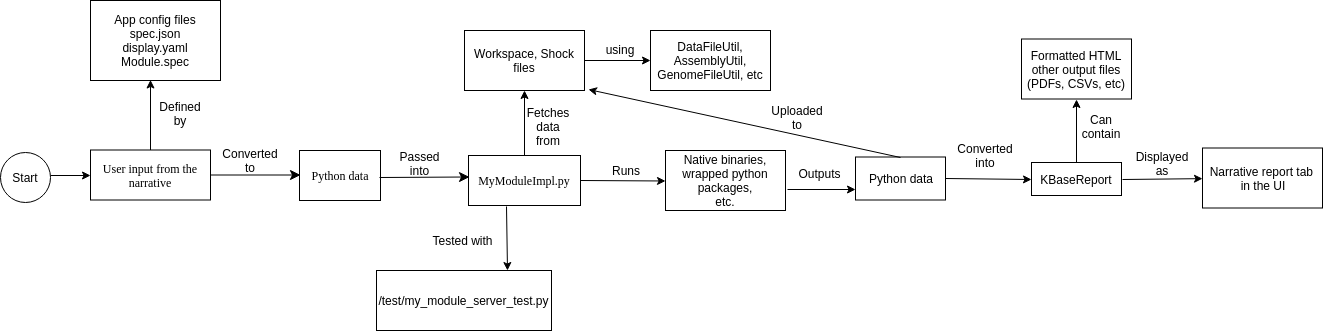 App config files
spec.json
display.yaml
Module.spec
Defined
by
Start
User input from the
narrative
Converted
to
Python data
Passed
into
MyModuleImpl.py
Fetches
data
from
Workspace, Shock
files
using
DataFileUtil,
AssemblyUtil,
GenomeFileUtil, etc
Tested with
/test/my_module_server_test.py
Runs
Native binaries,
wrapped python
packages,
etc.
Outputs
Python data
Uploaded
to
Converted
into
KBaseReport
Can
contain
Formatted HTML
other output files
(PDFs, CSVs, etc)
Displayed
as
Narrative report tab
in the UI